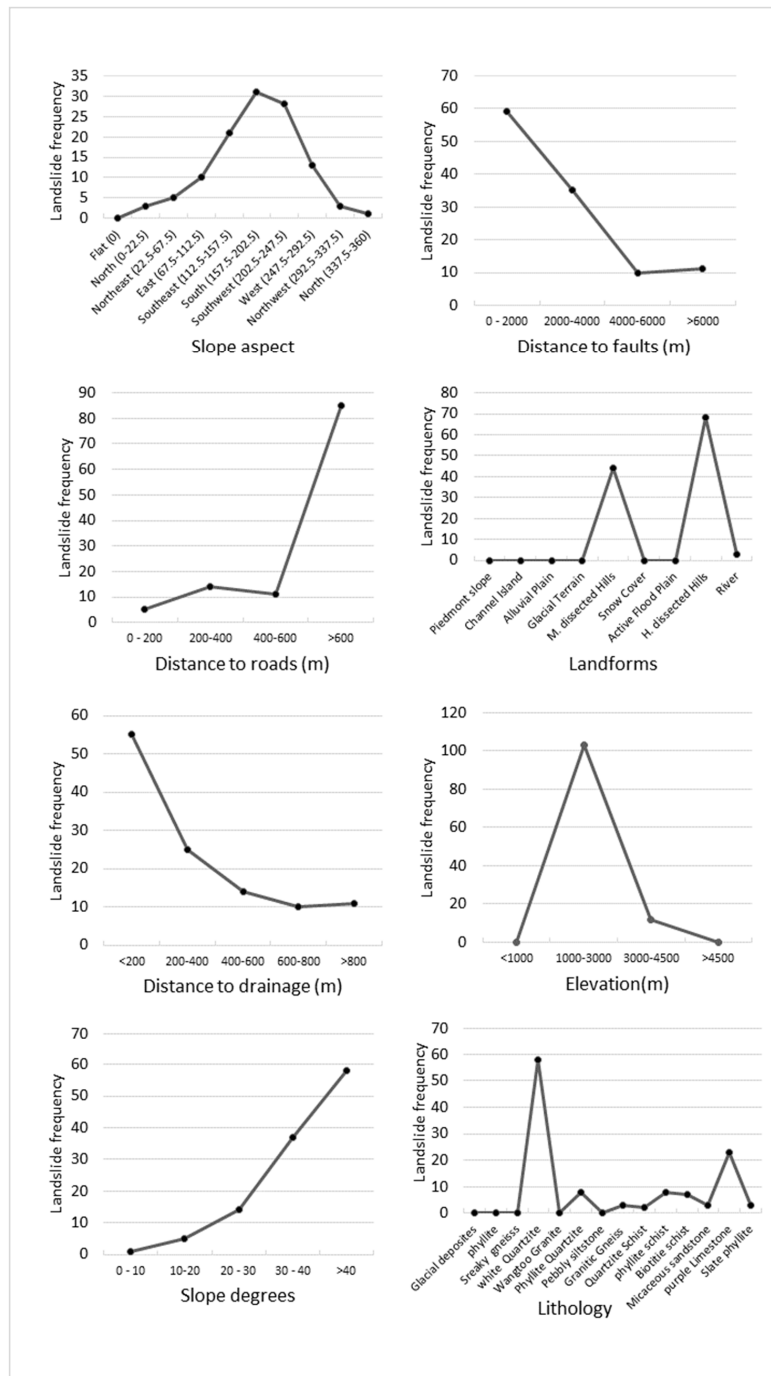 Landslide frequency
35
30
25
20
15
10
5
0
Flat (0)
North (0-22.5)
Northeast (22.5-67.5)
East (67.5-112.5)
Southeast (112.5-157.5)
South (157.5-202.5)
Southwest (202.5-247.5)
West (247.5-292.5)
Northwest (292.5-337.5)
North (337.5-360)
Slope aspect
Landslide frequency
70
60
50
40
30
20
10
0
0 - 2000 2000-4000 4000-6000 >6000
Distance to faults (m)
Landslide frequency
90
80
70
60
50
40
30
20
10
0
0 - 200 200-400 400-600 >600
Distance to roads (m)
Landslide frequency
80
70
60
50
40
30
20
10
0
Piedmont slope
Channel Island
Alluvial Plain
Glacial Terrain
M. dissected Hills
Snow Cover
Active Flood Plain
H. dissected Hills
River
Landforms
Landslide frequency
60
50
40
30
20
10
0
<200 200-400 400-600 600-800 >800
Distance to drainage (m)
Landslide frequency
120
100
80
60
40
20
0
<1000 1000-3000 3000-4500 >4500
Elevation(m)
Landslide frequency
70
60
50
40
30
20
10
0
0 - 10 10-20 20 - 30 30 - 40 >40
Slope degrees
Landslide frequency
70
60
50
40
30
20
10
0
Glacial deposites
phyllite
Sreaky gneisss
white Quartzite
Wangtoo Granite
Phyllite Quartzite
Pebbly siltstone
Granitic Gneiss
Quartzite Schist
phyllite schist
Biotitie schist
Micaceous sandstone
purple Limestone
Slate phyllite
Lithology